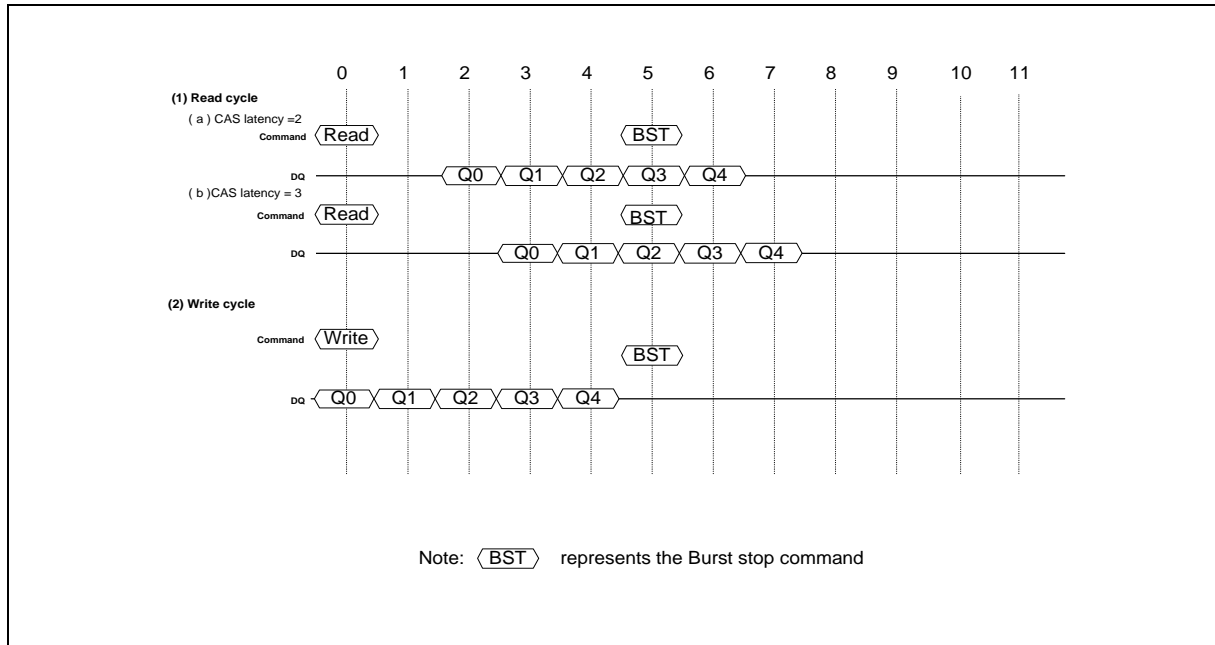 0 1 2 3 4 5 6 7 8 9 10 11
(1) Read cycle
( a ) CAS latency =2
Command Read BST
DQ Q0 Q1 Q2 Q3 Q4
( b )CAS latency = 3
Command Read BST
DQ Q0 Q1 Q2 Q3 Q4
(2) Write cycle
Command Write BST
DQ Q0 Q1 Q2 Q3 Q4
Note: BST represents the Burst stop command